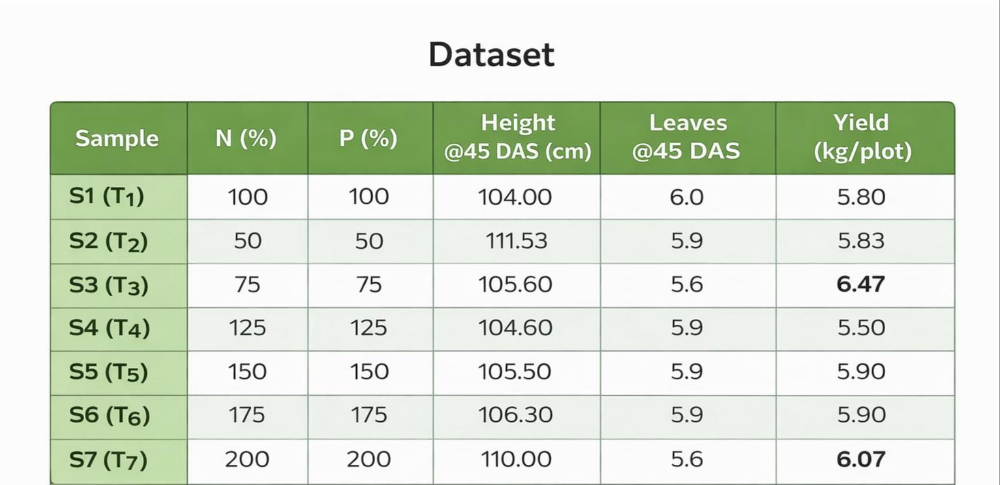 Dataset
Sample N (%) P (%) Height @45 DAS (cm) Leaves @45 DAS Yield (kg/plot)
S1 (T₁) 100 100 104.00 6.0 5.80
S2 (T₂) 50 50 111.53 5.9 5.83
S3 (T₃) 75 75 105.60 5.6 6.47
S4 (T₄) 125 125 104.60 5.9 5.50
S5 (T₅) 150 150 105.50 5.9 5.90
S6 (T₆) 175 175 106.30 5.9 5.90
S7 (T₇) 200 200 110.00 5.6 6.07